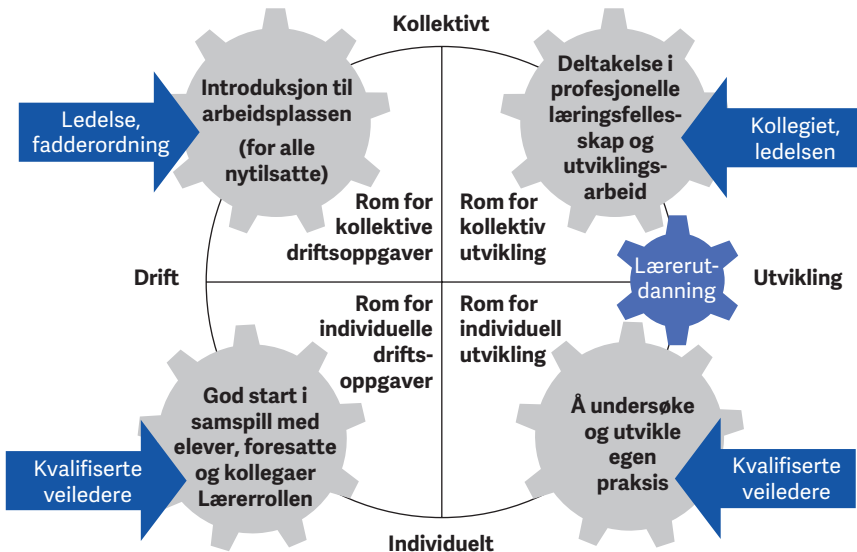 Kollektivt
Introduksjon til
arbeidsplassen
(for alle
nytilsatte)
Ledelse,
fadderordning
Deltakelse i
profesjonelle
læringsfelles-
skap og
utviklings-
arbeid
Kollegiet,
ledelsen
Rom for
kollektive
driftsoppgaver
Rom for
kollektiv
utvikling
Drift
Lærerut-
danning
Utvikling
Rom for
individuelle
drifts-
oppgaver
Rom for
individuell
utvikling
God start i
samspill med
elever, foresatte
og kollegaer
Lærerrollen
Kvalifiserte
veiledere
Å undersøke
og utvikle
egen
praksis
Kvalifiserte
veiledere
Individuelt